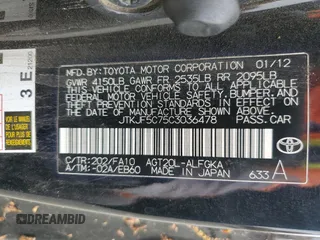 MFD. BY: TOYOTA MOTOR CORPORATION 01/12
GVWR 4150LB GAWR FR 2535LB RR 2095LB
THIS VEHICLE CONFORMS TO ALL APPLICABLE
FEDERAL MOTOR VEHICLE SAFETY, BUMPER, AND
THEFT PREVENTION STANDARDS IN EFFECT ON
THE DATE OF MANUFACTURE SHOWN ABOVE.
JTKJF5C75C3036478 PASS.CAR
C/TR:202/FA10 AGT20L-ALFGKA
A/TM:-02A/EB60 MADE IN JAPAN 633
A
3E
DREAMBID